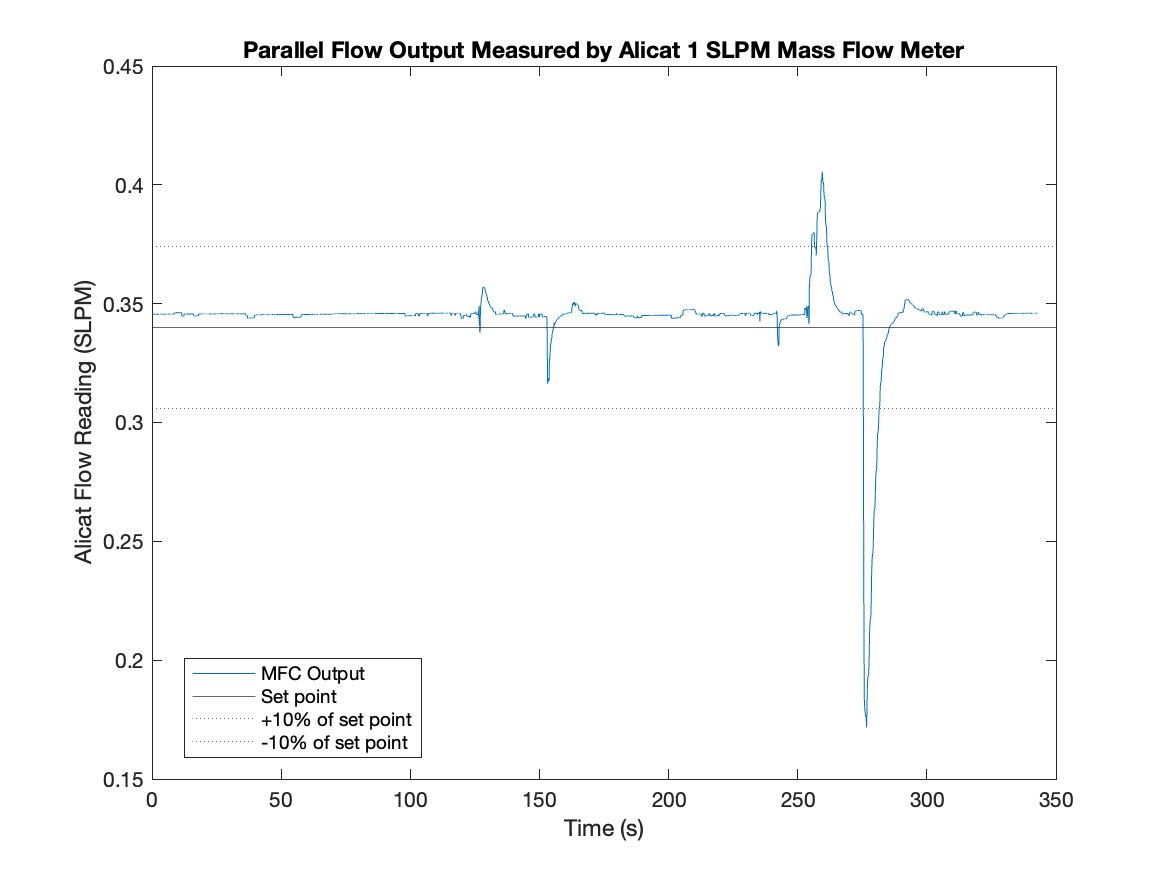 Parallel Flow Output Measured by Alicat 1 SLPM Mass Flow Meter
0.45
0.4
0.35
0.3
0.25
0.2
0.15
Alicat Flow Reading (SLPM)
MFC Output
Set point
+10% of set point
-10% of set point
0 50 100 150 200 250 300 350
Time (s)